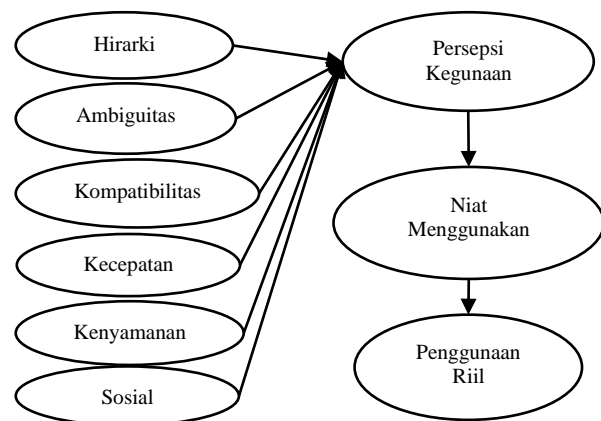 Hirarki
Ambiguitas
Kompatibilitas
Kecepatan
Kenyamanan
Sosial
Persepsi
Kegunaan
Niat
Menggunakan
Penggunaan
Riil